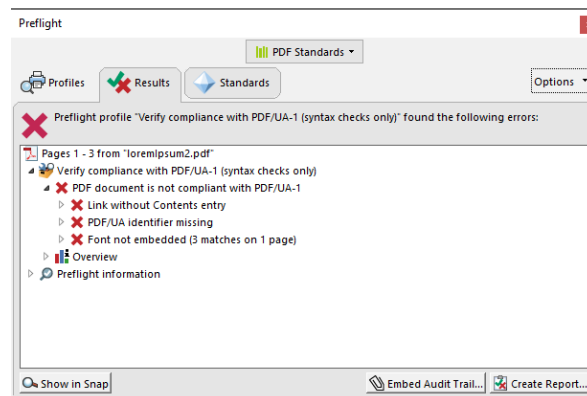 Preflight
PDF Standards
Profiles
Results
Standards
Options
Preflight profile "Verify compliance with PDF/UA-1 (syntax checks only)" found the following errors:
Pages 1 - 3 from "loremIpsum2.pdf"
Verify compliance with PDF/UA-1 (syntax checks only)
PDF document is not compliant with PDF/UA-1
Link without Contents entry
PDF/UA identifier missing
Font not embedded (3 matches on 1 page)
Overview
Preflight information
Show in Snap
Embed Audit Trail...
Create Report...